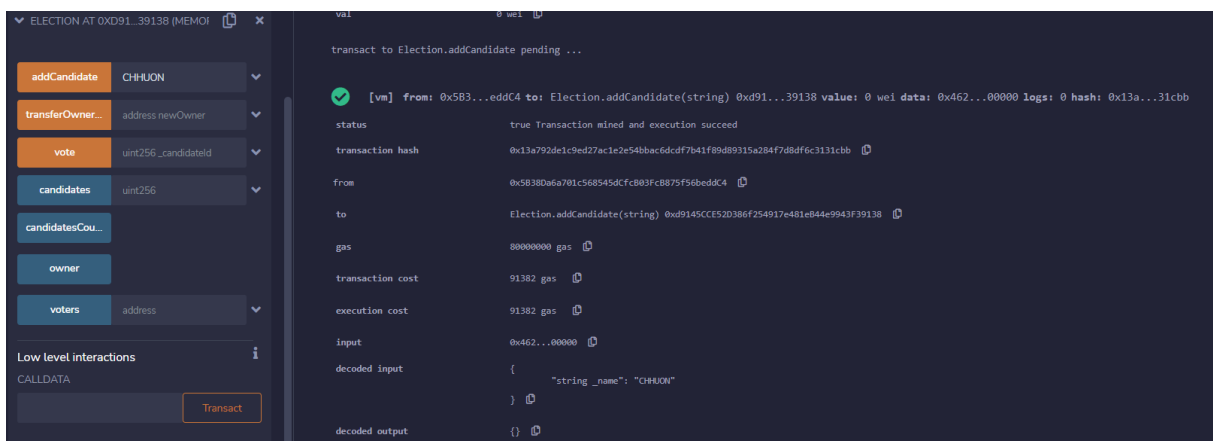 ELECTION AT 0XD91...39138 (MEMOF
addCandidate CHHUON
transferOwner... address newOwner
vote uint256 _candidateId
candidates uint256
candidatesCou...
owner
voters address
Low level interactions
i
CALLDATA
Transact
val 0 wei
transact to Election.addCandidate pending ...
[vm] from: 0x5B3...eddC4 to: Election.addCandidate(string) 0xd91...39138 value: 0 wei data: 0x462...00000 logs: 0 hash: 0x13a...31cbb
status true Transaction mined and execution succeed
transaction hash 0x13a792de1c9ed27ac1e2e54bbac6dcdf7b41f89d89315a284f7d8df6c3131cbb
from 0x5B38Da6a701c568545dCfcB03FcB875f56beddC4
to Election.addCandidate(string) 0xd9145CCE52D386f254917e481eB44e9943F39138
gas 80000000 gas
transaction cost 91382 gas
execution cost 91382 gas
input 0x462...00000
decoded input {
"string _name": "CHHUON"
}
decoded output {}